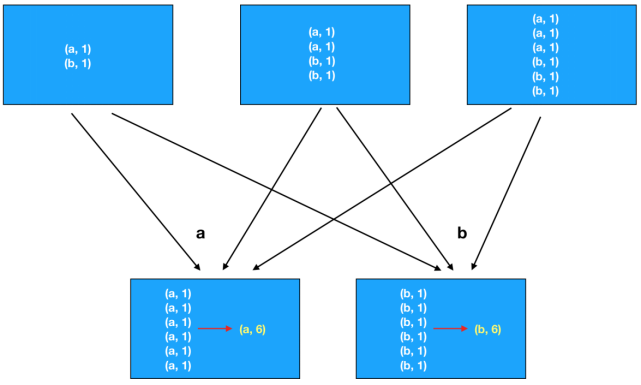 (a, 1)
(b, 1)
(a, 1)
(a, 1)
(b, 1)
(b, 1)
(a, 1)
(a, 1)
(a, 1)
(b, 1)
(b, 1)
(b, 1)
a
b
(a, 1)
(a, 1)
(a, 1)
(a, 1)
(a, 1)
(a, 1)
(a, 6)
(b, 1)
(b, 1)
(b, 1)
(b, 1)
(b, 1)
(b, 1)
(b, 6)